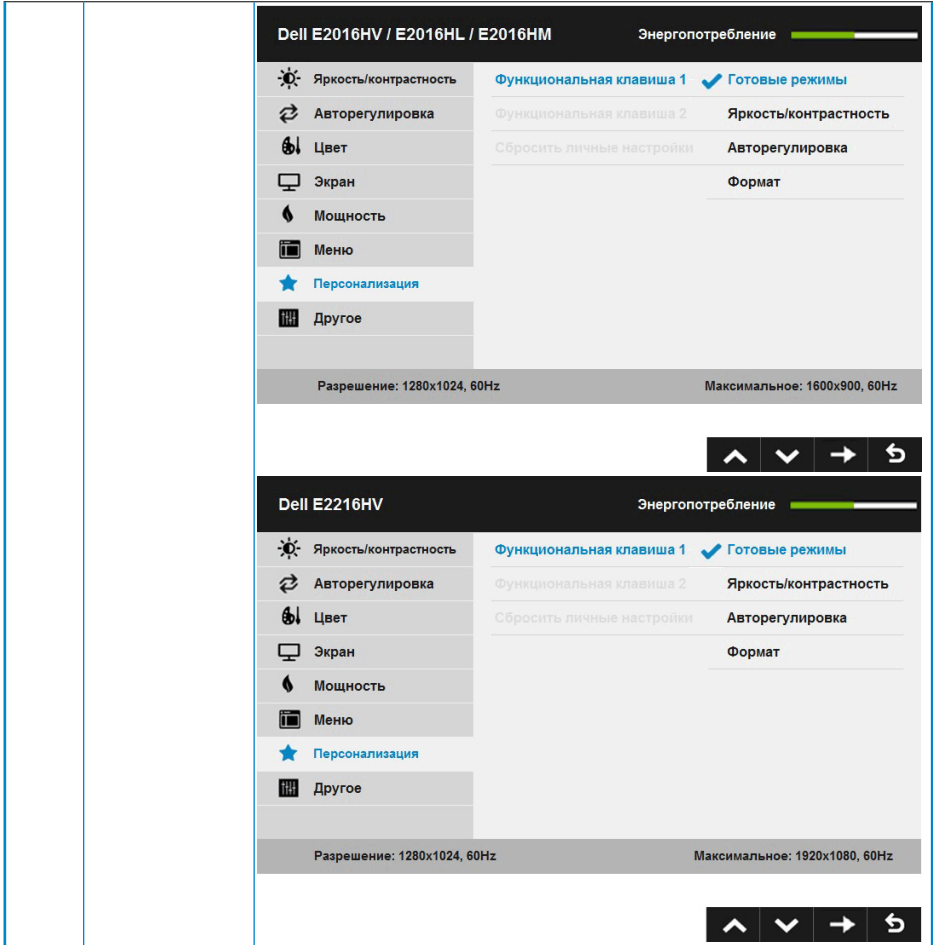 Dell E2016HV / E2016HL / E2016HM Энергопотребление
Яркость/контрастность Функциональная клавиша 1 Готовые режимы
Авторегулировка Функциональная клавиша 2 Яркость/контрастность
Цвет Сбросить личные настройки Авторегулировка
Экран Формат
Мощность
Меню
Персонализация
Другое
Разрешение: 1280x1024, 60Hz Максимальное: 1600x900, 60Hz
Dell E2216HV Энергопотребление
Яркость/контрастность Функциональная клавиша 1 Готовые режимы
Авторегулировка Функциональная клавиша 2 Яркость/контрастность
Цвет Сбросить личные настройки Авторегулировка
Экран Формат
Мощность
Меню
Персонализация
Другое
Разрешение: 1280x1024, 60Hz Максимальное: 1920x1080, 60Hz